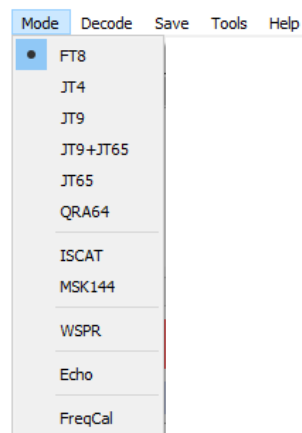 Mode Decode Save Tools Help
FT8
JT4
JT9
JT9+JT65
JT65
QRA64
ISCAT
MSK144
WSPR
Echo
FreqCal